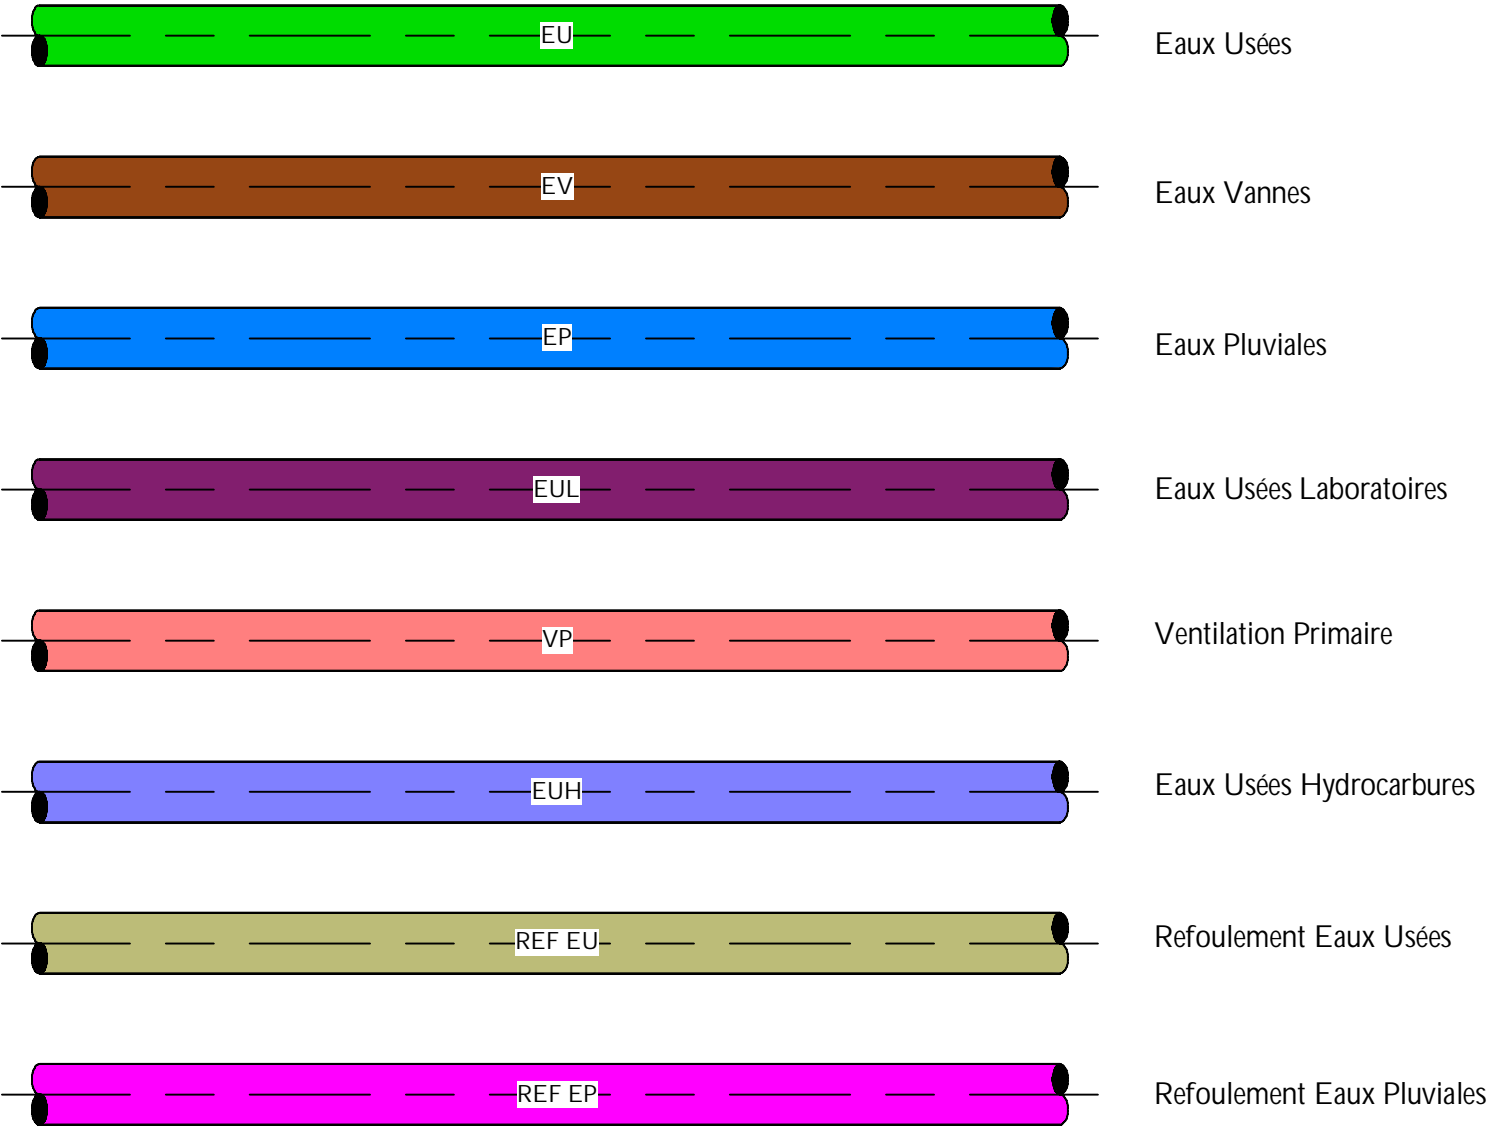 EU
Eaux Usées
EV
Eaux Vannes
EP
Eaux Pluviales
EUL
Eaux Usées Laboratoires
VP
Ventilation Primaire
EUH
Eaux Usées Hydrocarbures
REF EU
Refoulement Eaux Usées
REF EP
Refoulement Eaux Pluviales